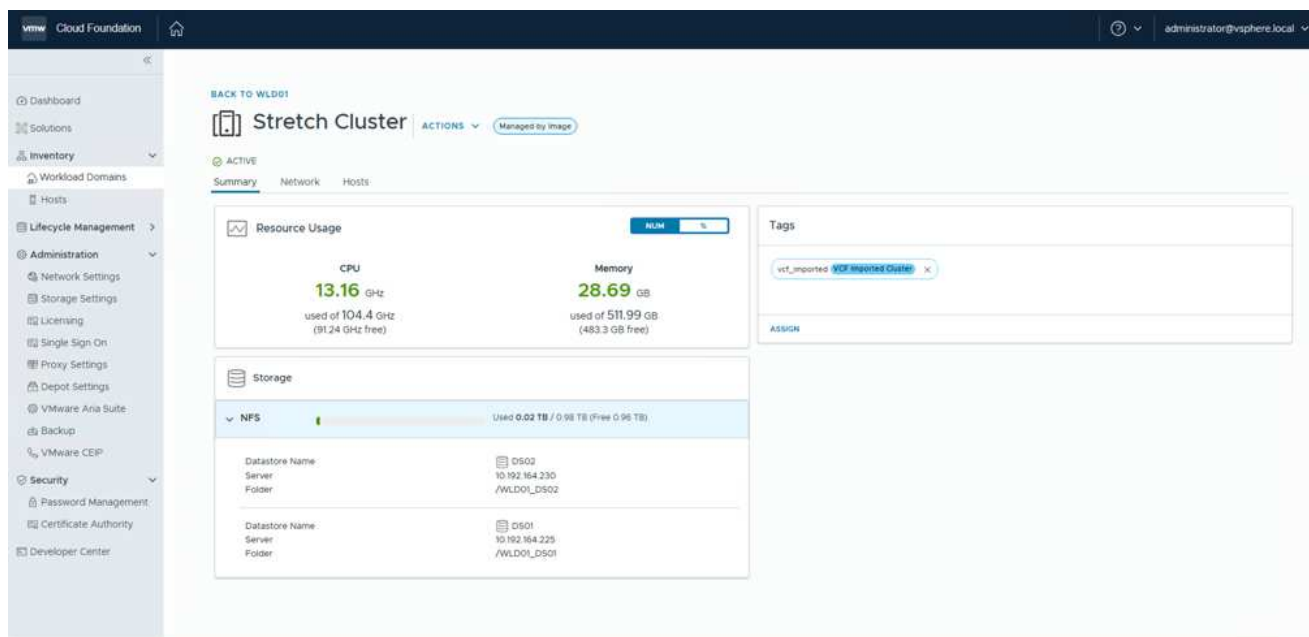 vmw Cloud Foundation
administrator@vsphere.local
Dashboard
Solutions
Inventory
Workload Domains
Hosts
Lifecycle Management
Administration
Network Settings
Storage Settings
Licensing
Single Sign On
Proxy Settings
Depot Settings
VMware Aria Suite
Backup
VMware CEIP
Security
Password Management
Certificate Authority
Developer Center
BACK TO WLD01
Stretch Cluster ACTIONS Managed by Image
ACTIVE
Summary Network Hosts
Resource Usage NUM %
CPU
13.16 GHz
used of 104.4 GHz
(91.24 GHz free)
Memory
28.69 GB
used of 511.99 GB
(483.3 GB free)
Storage
NFS Used 0.02 TB / 0.98 TB (Free 0.96 TB)
Datastore Name DS02
Server 10.192.164.230
Folder /WLD01_DS02
Datastore Name DS01
Server 10.192.164.225
Folder /WLD01_DS01
Tags
vcf_imported VCF Imported Cluster
ASSIGN